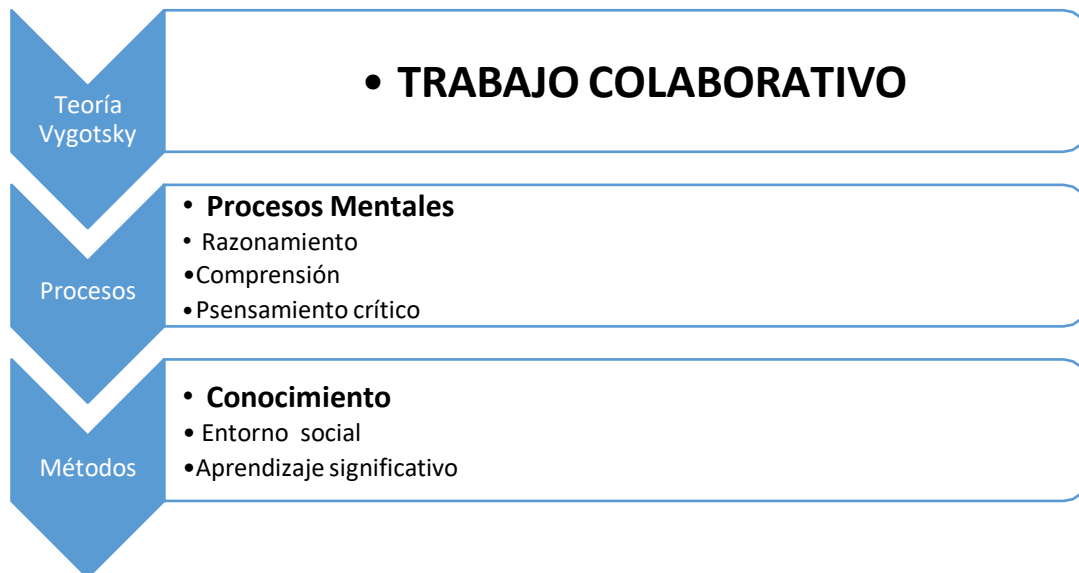 Teoría
Vygotsky
• TRABAJO COLABORATIVO
Procesos
• Procesos Mentales
• Razonamiento
•Comprensión
•Psensamiento crítico
Métodos
• Conocimiento
• Entorno social
•Aprendizaje significativo